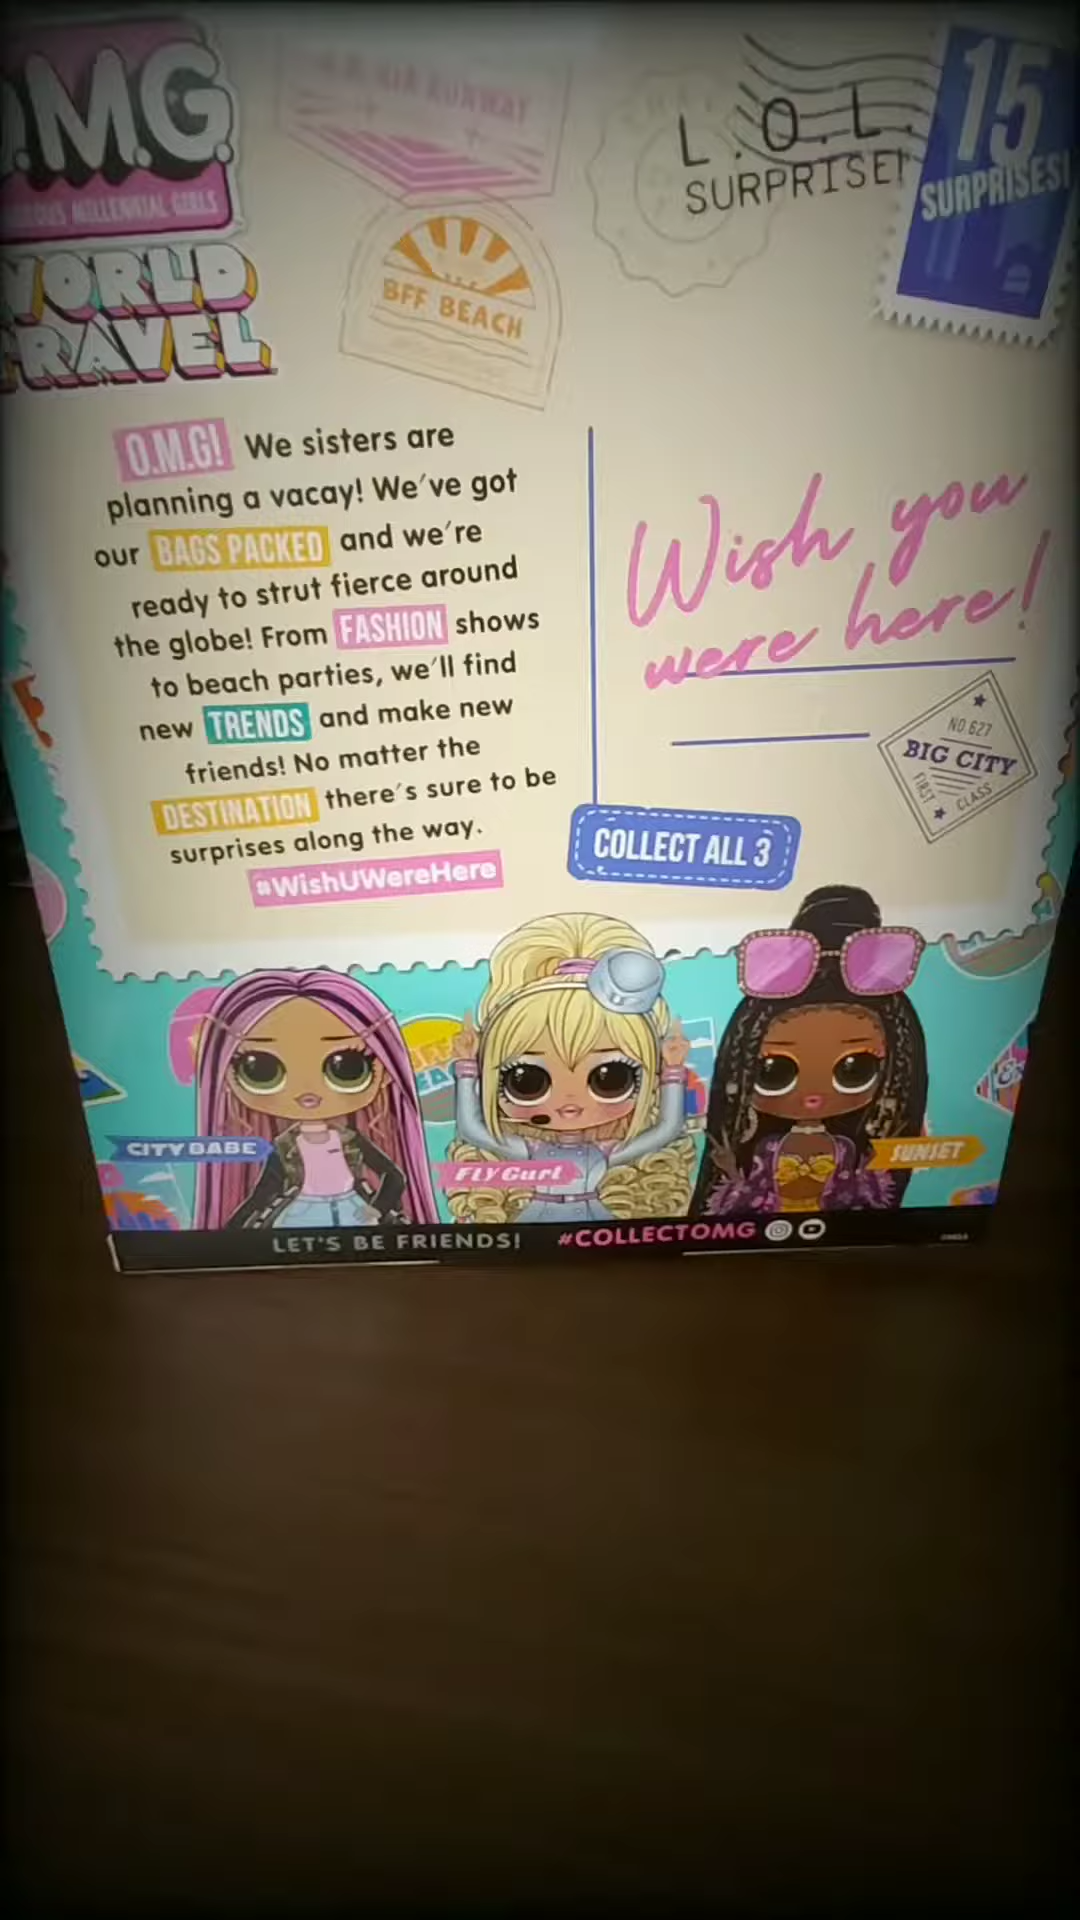 O.M.G.
MILLENNIAL GIRLS
WORLD
TRAVEL
RUNWAY
BFF BEACH
L.O.L.
SURPRISE!
15
SURPRISES!
O.M.G! We sisters are
planning a vacay! We've got
our BAGS PACKED and we're
ready to strut fierce around
the globe! From FASHION shows
to beach parties, we'll find
new TRENDS and make new
friends! No matter the
DESTINATION there's sure to be
surprises along the way.
#WishUWereHere
Wish you
were here!
NO 627
BIG CITY
FIRST CLASS
COLLECT ALL 3
CITY BABE
FLY Gurl
SUNSET
LET'S BE FRIENDS! #COLLECTOMG